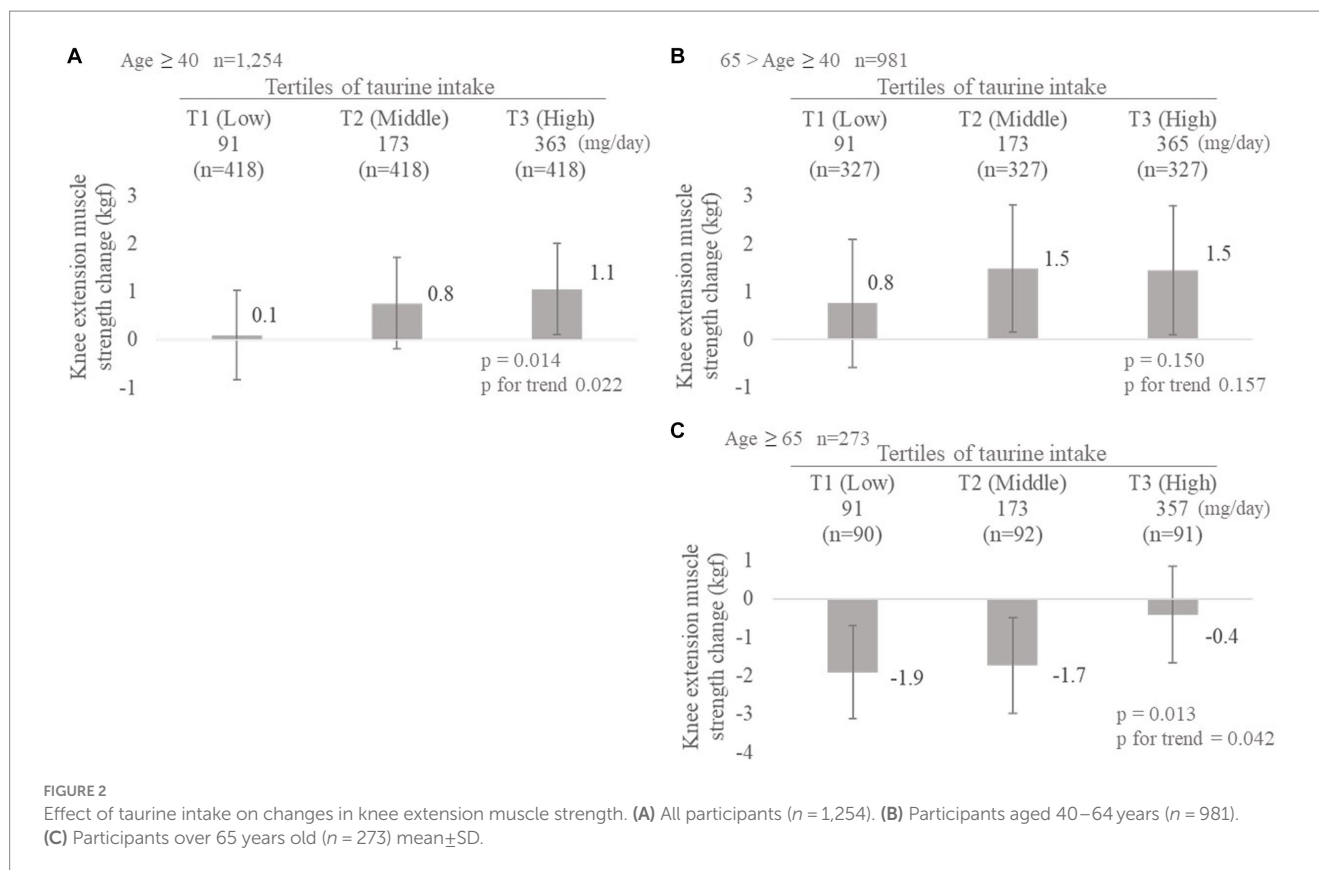 A
Age ≥ 40 n=1,254
Tertiles of taurine intake
T1 (Low) T2 (Middle) T3 (High)
91 173 363 (mg/day)
(n=418) (n=418) (n=418)
Knee extension muscle
strength change (kgf)
3
2
1
0
-1
0.1
0.8
1.1
p = 0.014
p for trend 0.022
B
65 > Age ≥ 40 n=981
Tertiles of taurine intake
T1 (Low) T2 (Middle) T3 (High)
91 173 365 (mg/day)
(n=327) (n=327) (n=327)
Knee extension muscle
strength change (kgf)
3
2
1
0
-1
0.8
1.5
1.5
p = 0.150
p for trend 0.157
C
Age ≥ 65 n=273
Tertiles of taurine intake
T1 (Low) T2 (Middle) T3 (High)
91 173 357 (mg/day)
(n=90) (n=92) (n=91)
Knee extension muscle
strength change (kgf)
1
0
-1
-2
-3
-4
-1.9
-1.7
-0.4
p = 0.013
p for trend = 0.042
FIGURE 2
Effect of taurine intake on changes in knee extension muscle strength. (A) All participants (n = 1,254). (B) Participants aged 40–64 years (n = 981).
(C) Participants over 65 years old (n = 273) mean±SD.